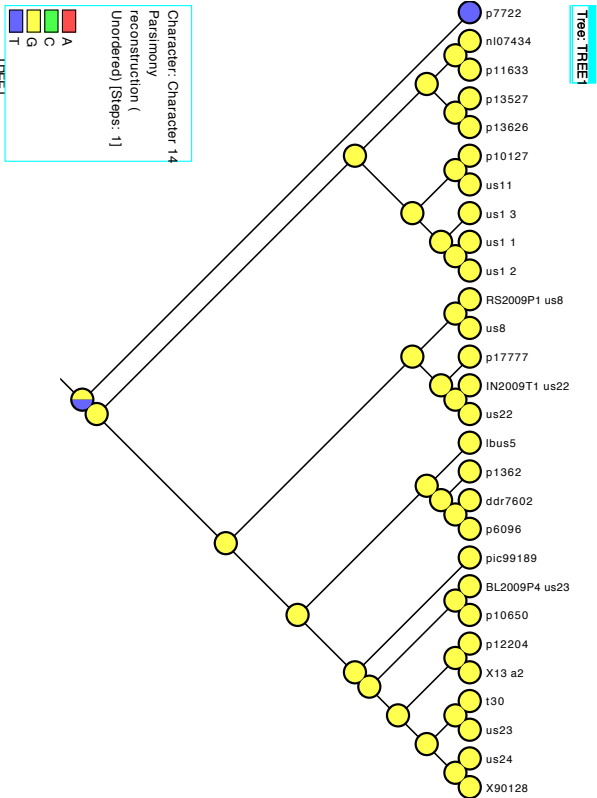 Tree: TREE1
Character: Character 14
Parsimony
reconstruction (
Unordered) [Steps: 1]
A
C
G
T
p7722
nl07434
p11633
p13527
p13626
p10127
us11
us1 3
us1 1
us1 2
RS2009P1 us8
us8
p17777
IN2009T1 us22
us22
lbus5
p1362
ddr7602
p6096
pic99189
BL2009P4 us23
p10650
p12204
X13 a2
t30
us23
us24
X90128